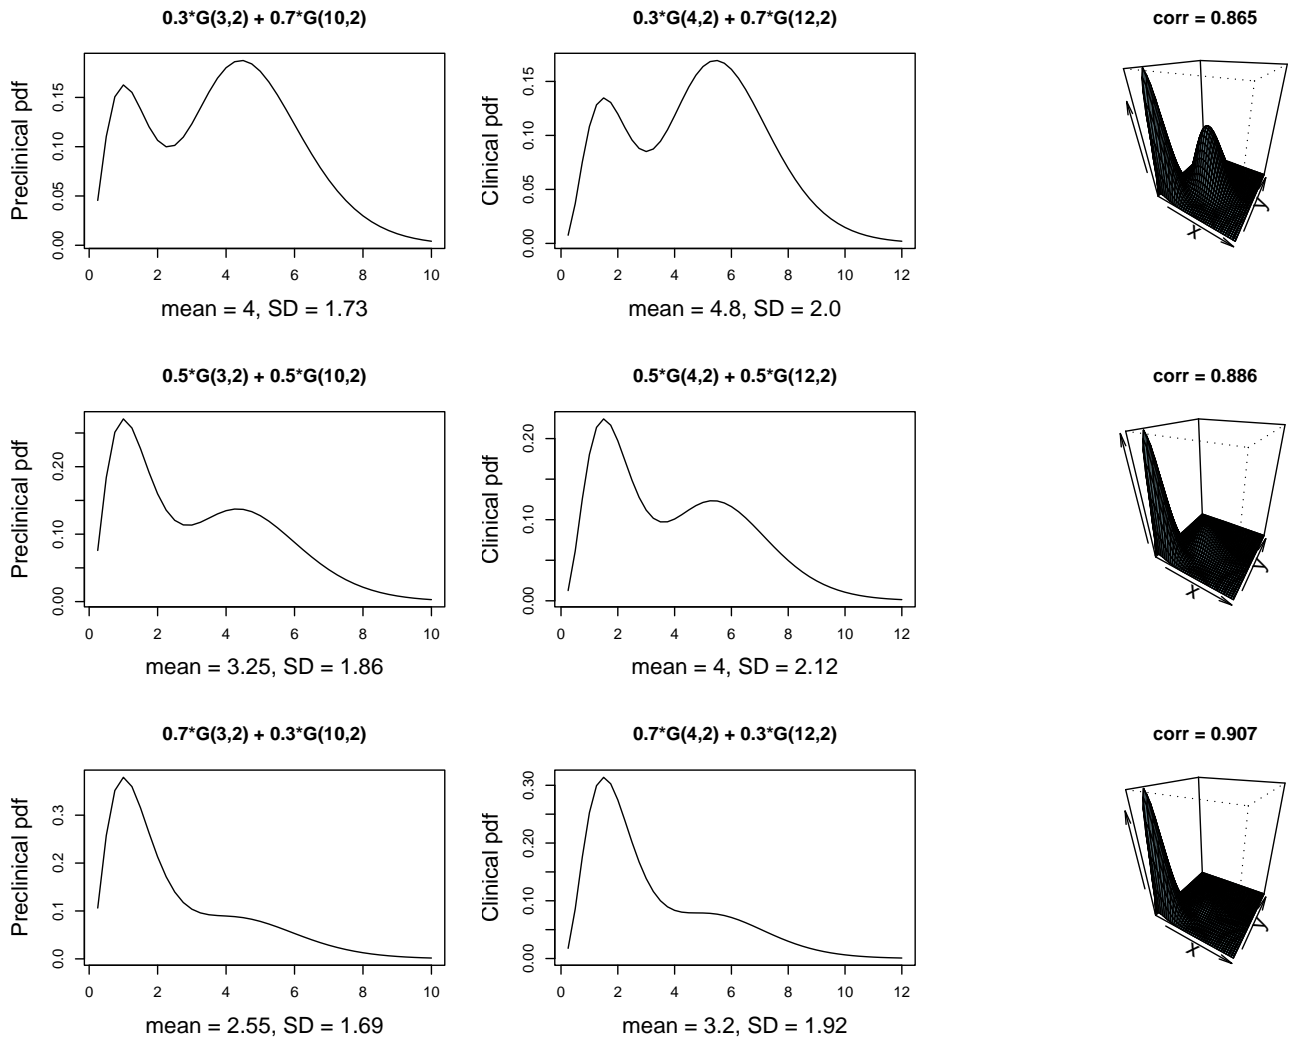 0.3*G(3,2) + 0.7*G(10,2)
0.3*G(4,2) + 0.7*G(12,2)
corr = 0.865
Preclinical pdf
0.00 0.05 0.10 0.15
0 2 4 6 8 10
mean = 4, SD = 1.73
Clinical pdf
0.00 0.05 0.10 0.15
0 2 4 6 8 10 12
mean = 4.8, SD = 2.0
X
Y
0.5*G(3,2) + 0.5*G(10,2)
0.5*G(4,2) + 0.5*G(12,2)
corr = 0.886
Preclinical pdf
0.00 0.10 0.20
0 2 4 6 8 10
mean = 3.25, SD = 1.86
Clinical pdf
0.00 0.10 0.20
0 2 4 6 8 10 12
mean = 4, SD = 2.12
X
Y
0.7*G(3,2) + 0.3*G(10,2)
0.7*G(4,2) + 0.3*G(12,2)
corr = 0.907
Preclinical pdf
0.0 0.1 0.2 0.3
0 2 4 6 8 10
mean = 2.55, SD = 1.69
Clinical pdf
0.00 0.10 0.20 0.30
0 2 4 6 8 10 12
mean = 3.2, SD = 1.92
X
Y